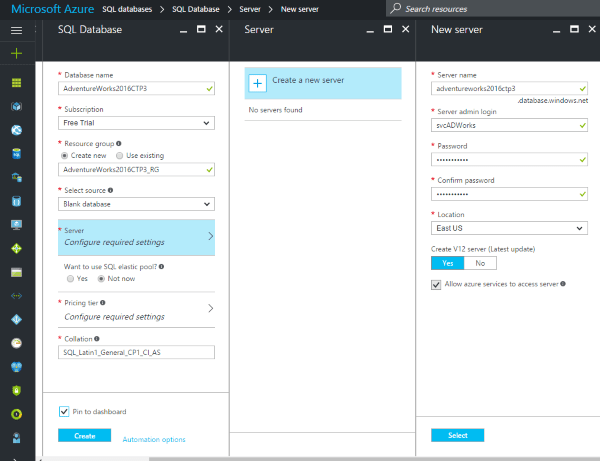 Microsoft Azure SQL databases > SQL Database > Server > New server Search resources
SQL Database
* Database name
AdventureWorks2016CTP3
* Subscription
Free Trial
* Resource group
Create new Use existing
AdventureWorks2016CTP3_RG
* Select source
Blank database
* Server
Configure required settings
Want to use SQL elastic pool?
Yes Not now
* Pricing tier
Configure required settings
* Collation
SQL_Latin1_General_CP1_CI_AS
Pin to dashboard
Create Automation options
Server
Create a new server
No servers found
New server
* Server name
adventureworks2016ctp3
.database.windows.net
* Server admin login
svcADWorks
* Password
•••••••••••
* Confirm password
•••••••••••
* Location
East US
Create V12 server (Latest update)
Yes No
Allow azure services to access server
Select